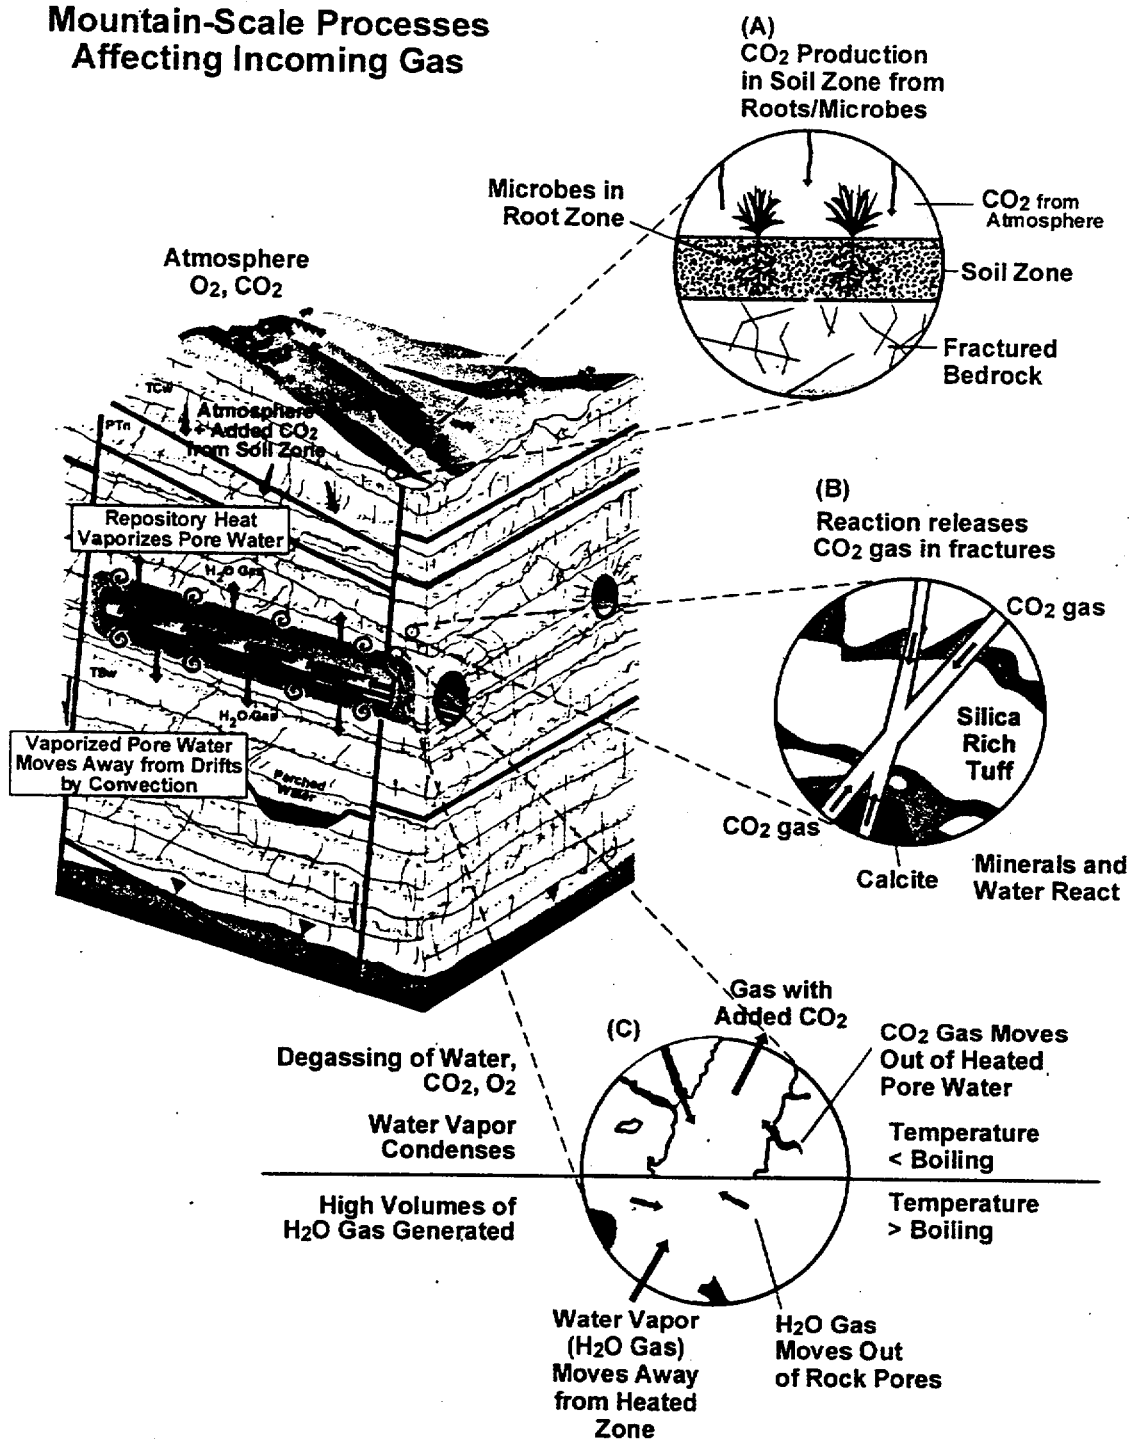 Mountain-Scale Processes
Affecting Incoming Gas
(A)
CO2 Production
in Soil Zone from
Roots/Microbes
Microbes in
Root Zone
CO2 from
Atmosphere
Soil Zone
Fractured
Bedrock
Atmosphere
O2, CO2
TCw
PTn
Atmosphere
+ Added CO2
from Soil Zone
Repository Heat
Vaporizes Pore Water
H2O Gas
TSw
H2O Gas
Vaporized Pore Water
Moves Away from Drifts
by Convection
Perched
Water
(B)
Reaction releases
CO2 gas in fractures
CO2 gas
Silica
Rich
Tuff
CO2 gas
Calcite
Minerals and
Water React
(C)
Gas with
Added CO2
CO2 Gas Moves
Out of Heated
Pore Water
Degassing of Water,
CO2, O2
Water Vapor
Condenses
Temperature
< Boiling
High Volumes of
H2O Gas Generated
Temperature
> Boiling
Water Vapor
(H2O Gas)
Moves Away
from Heated
Zone
H2O Gas
Moves Out
of Rock Pores